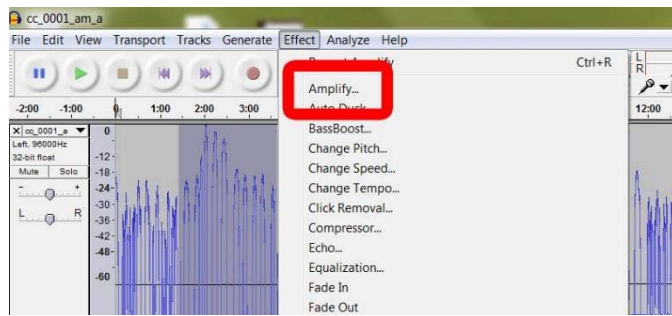 cc_0001_am_a
File Edit View Transport Tracks Generate Effect Analyze Help
Ctrl+R
L
R
-2:00 -1:00 0 1:00 2:00 3:00 12:00
Amplify...
Auto Duck...
X cc_0001_a
Left, 96000Hz
32-bit float
Mute Solo
- +
L R
0
-12
-18
-24
-30
-36
-42
-48
-60
BassBoost...
Change Pitch...
Change Speed...
Change Tempo...
Click Removal...
Compressor...
Echo...
Equalization...
Fade In
Fade Out